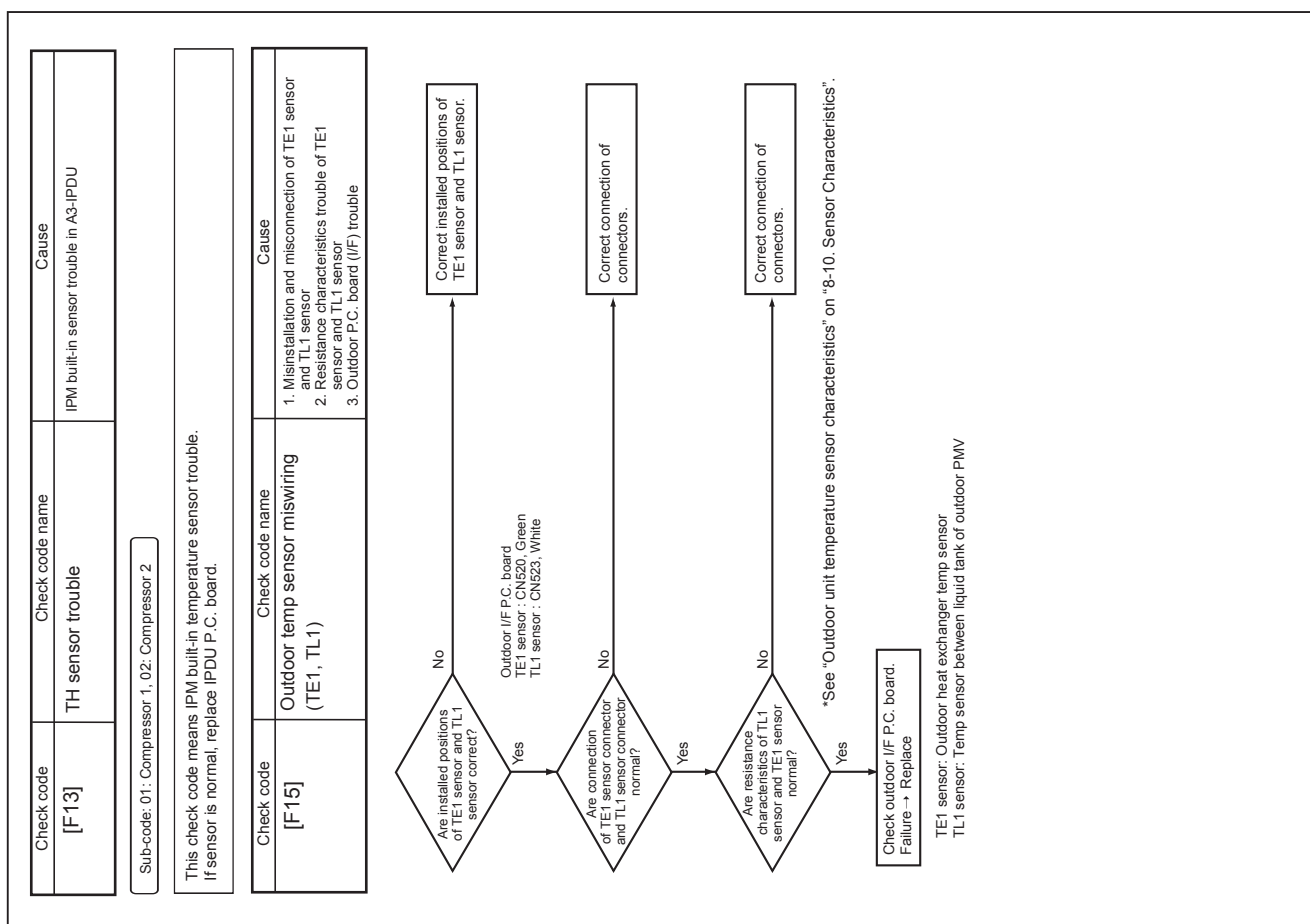 Check code
Check code name
Cause
[F13]
TH sensor trouble
IPM built-in sensor trouble in A3-IPDU
Sub-code: 01: Compressor 1, 02: Compressor 2
This check code means IPM built-in temperature sensor trouble.
If sensor is normal, replace IPDU P.C. board.
Check code
Check code name
Cause
[F15]
Outdoor temp sensor miswiring
(TE1, TL1)
1. Misinstallation and misconnection of TE1 sensor
and TL1 sensor
2. Resistance characteristics trouble of TE1
sensor and TL1 sensor
3. Outdoor P.C. board (I/F) trouble
Are installed positions
of TE1 sensor and TL1
sensor correct?
No
Correct installed positions of
TE1 sensor and TL1 sensor.
Yes
Outdoor I/F P.C. board
TE1 sensor : CN520, Green
TL1 sensor : CN523, White
Are connection
of TE1 sensor connector
and TL1 sensor connector
normal?
No
Correct connection of
connectors.
Yes
Are resistance
characteristics of TL1
sensor and TE1 sensor
normal?
No
Correct connection of
connectors.
Yes
*See “Outdoor unit temperature sensor characteristics” on “8-10. Sensor Characteristics”.
Check outdoor I/F P.C. board.
Failure → Replace
TE1 sensor: Outdoor heat exchanger temp sensor
TL1 sensor: Temp sensor between liquid tank of outdoor PMV